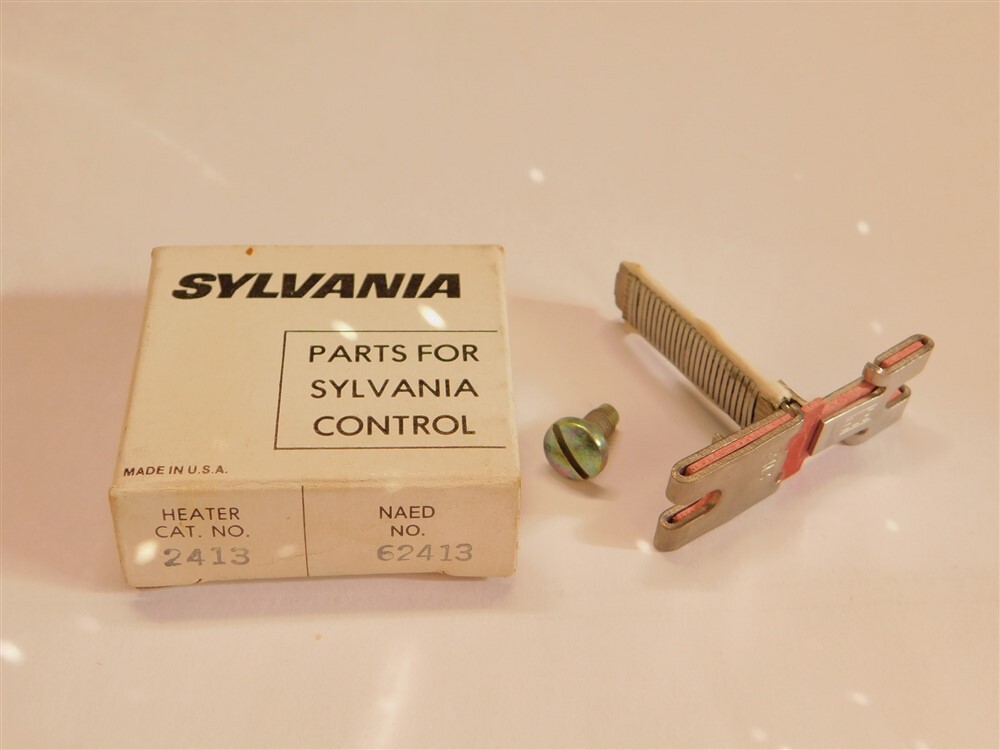 SYLVANIA
PARTS FOR
SYLVANIA
CONTROL
MADE IN U.S.A.
HEATER
CAT. NO.
2413
NAED
NO.
62413